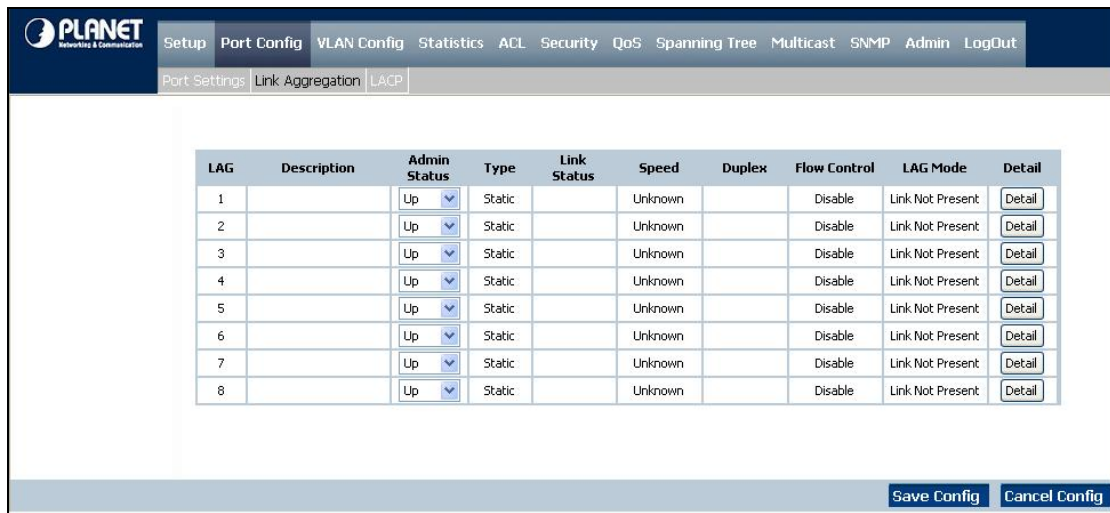 PLANET
Networking & Communication
Setup Port Config VLAN Config Statistics ACL Security QoS Spanning Tree Multicast SNMP Admin LogOut
Port Settings Link Aggregation LACP
LAG Description Admin Status Type Link Status Speed Duplex Flow Control LAG Mode Detail
1 Up Static Unknown Disable Link Not Present Detail
2 Up Static Unknown Disable Link Not Present Detail
3 Up Static Unknown Disable Link Not Present Detail
4 Up Static Unknown Disable Link Not Present Detail
5 Up Static Unknown Disable Link Not Present Detail
6 Up Static Unknown Disable Link Not Present Detail
7 Up Static Unknown Disable Link Not Present Detail
8 Up Static Unknown Disable Link Not Present Detail
Save Config Cancel Config